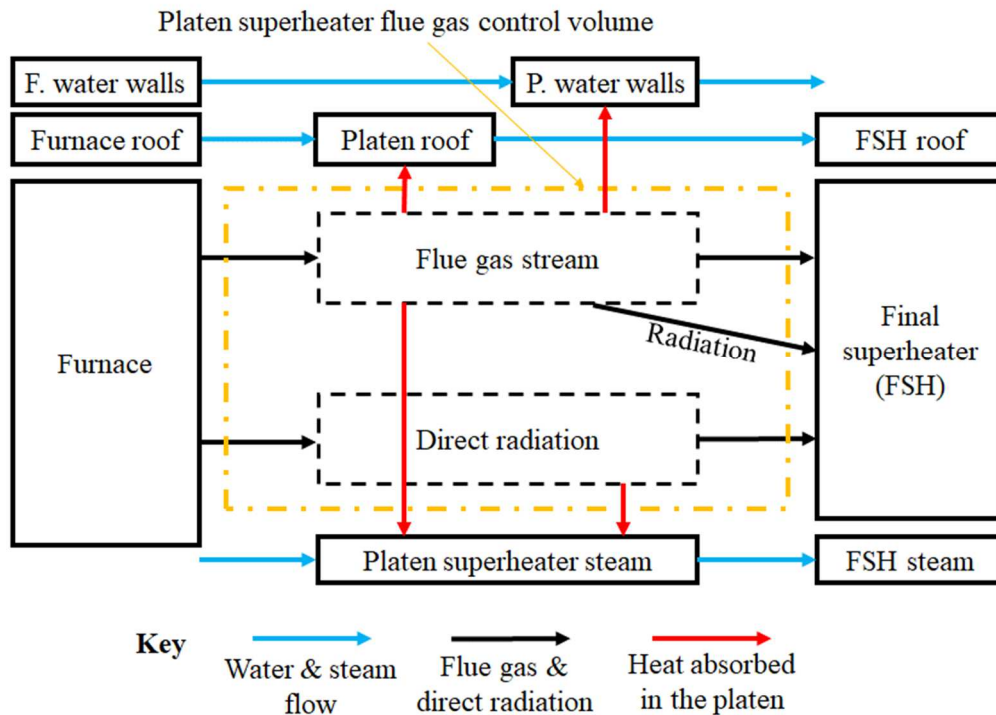 Platen superheater flue gas control volume
F. water walls
P. water walls
Furnace roof
Platen roof
FSH roof
Flue gas stream
Radiation
Furnace
Final
superheater
(FSH)
Direct radiation
Platen superheater steam
FSH steam
Key
Water & steam
flow
Flue gas &
direct radiation
Heat absorbed
in the platen